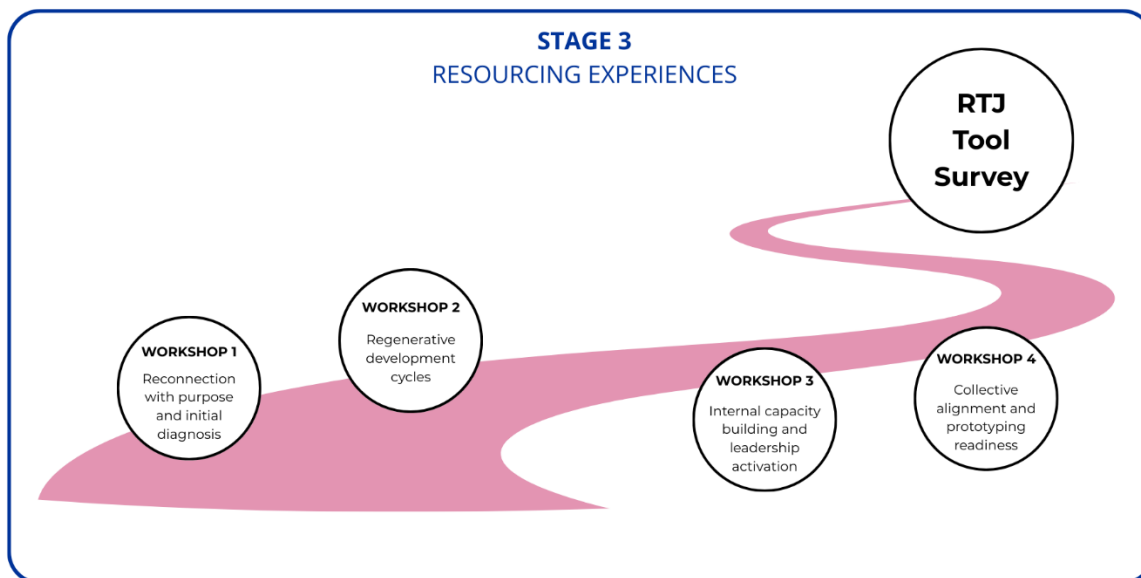 STAGE 3
RESOURCING EXPERIENCES
RTJ
Tool
Survey
WORKSHOP 1
Reconnection
with purpose
and initial
diagnosis
WORKSHOP 2
Regenerative
development
cycles
WORKSHOP 3
Internal capacity
building and
leadership
activation
WORKSHOP 4
Collective
alignment and
prototyping
readiness